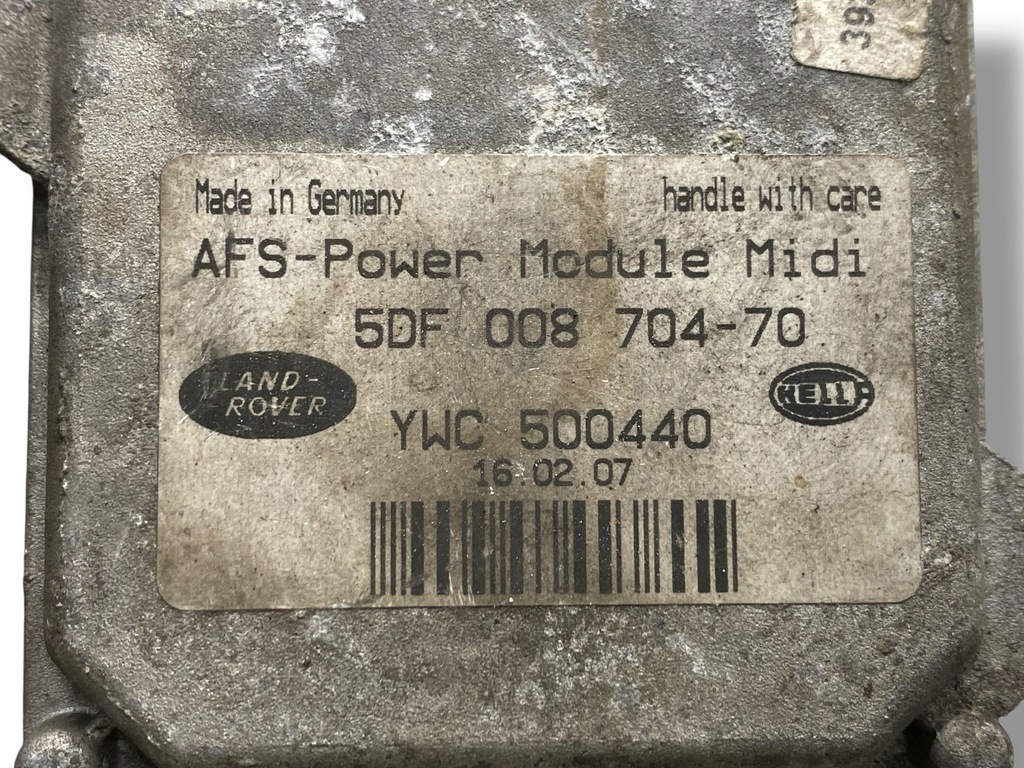 39
Made in Germany
handle with care
AFS-Power Module Midi
5DF 008 704-70
LAND-
ROVER
HELLA
YWC 500440
16.02.07